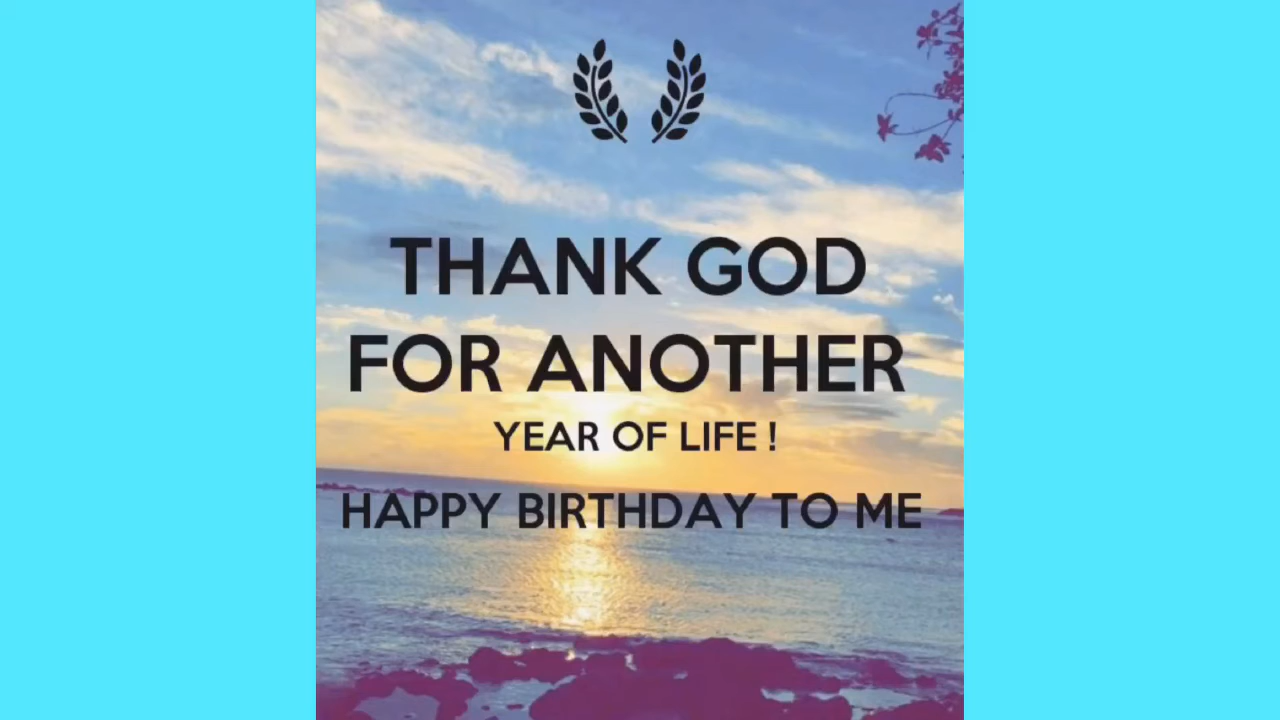 THANK GOD
FOR ANOTHER
YEAR OF LIFE !
HAPPY BIRTHDAY TO ME